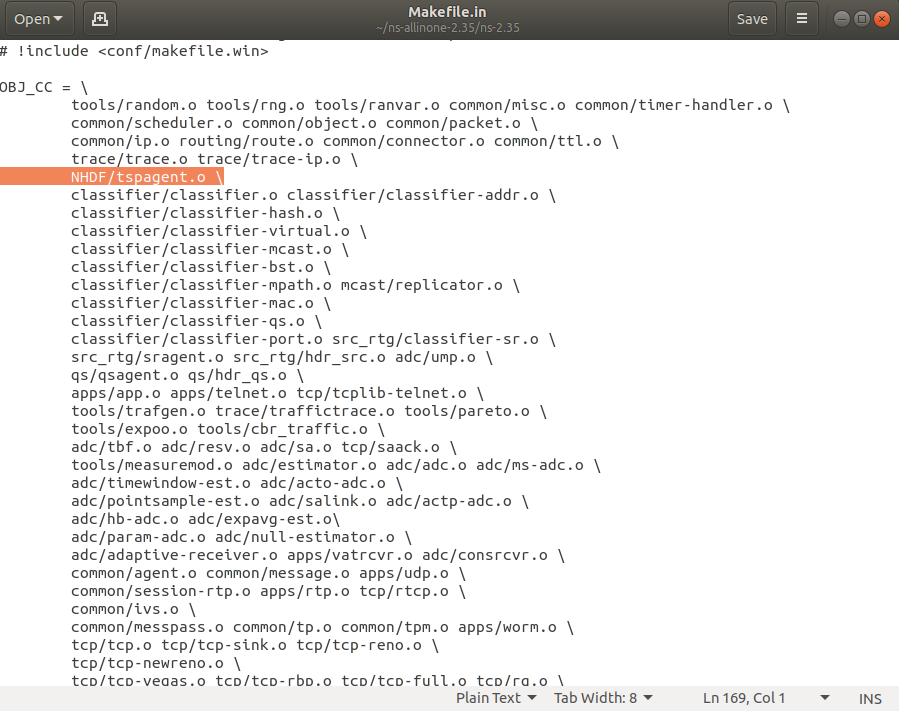 Open
Makefile.in
~/ns-allinone-2.35/ns-2.35
Save
# !include <conf/makefile.win>
OBJ_CC = \
tools/random.o tools/rng.o tools/ranvar.o common/misc.o common/timer-handler.o \
common/scheduler.o common/object.o common/packet.o \
common/ip.o routing/route.o common/connector.o common/ttl.o \
trace/trace.o trace/trace-ip.o \
NHDF/tspagent.o \
classifier/classifier.o classifier/classifier-addr.o \
classifier/classifier-hash.o \
classifier/classifier-virtual.o \
classifier/classifier-mcast.o \
classifier/classifier-bst.o \
classifier/classifier-mpath.o mcast/replicator.o \
classifier/classifier-mac.o \
classifier/classifier-qs.o \
classifier/classifier-port.o src_rtg/classifier-sr.o \
src_rtg/sragent.o src_rtg/hdr_src.o adc/ump.o \
qs/qsagent.o qs/hdr_qs.o \
apps/app.o apps/telnet.o tcp/tcplib-telnet.o \
tools/trafgen.o trace/traffictrace.o tools/pareto.o \
tools/expoo.o tools/cbr_traffic.o \
adc/tbf.o adc/resv.o adc/sa.o tcp/saack.o \
tools/measuremod.o adc/estimator.o adc/adc.o adc/ms-adc.o \
adc/timewindow-est.o adc/acto-adc.o \
adc/pointsample-est.o adc/salink.o adc/actp-adc.o \
adc/hb-adc.o adc/expavg-est.o\
adc/param-adc.o adc/null-estimator.o \
adc/adaptive-receiver.o apps/vatrcvr.o adc/consrcvr.o \
common/agent.o common/message.o apps/udp.o \
common/session-rtp.o apps/rtp.o tcp/rtcp.o \
common/ivs.o \
common/messpass.o common/tp.o common/tpm.o apps/worm.o \
tcp/tcp.o tcp/tcp-sink.o tcp/tcp-reno.o \
tcp/tcp-newreno.o \
tcp/tcp-vegas.o tcp/tcp-rbp.o tcp/tcp-full.o tcp/rq.o \
Plain Text Tab Width: 8 Ln 169, Col 1 INS